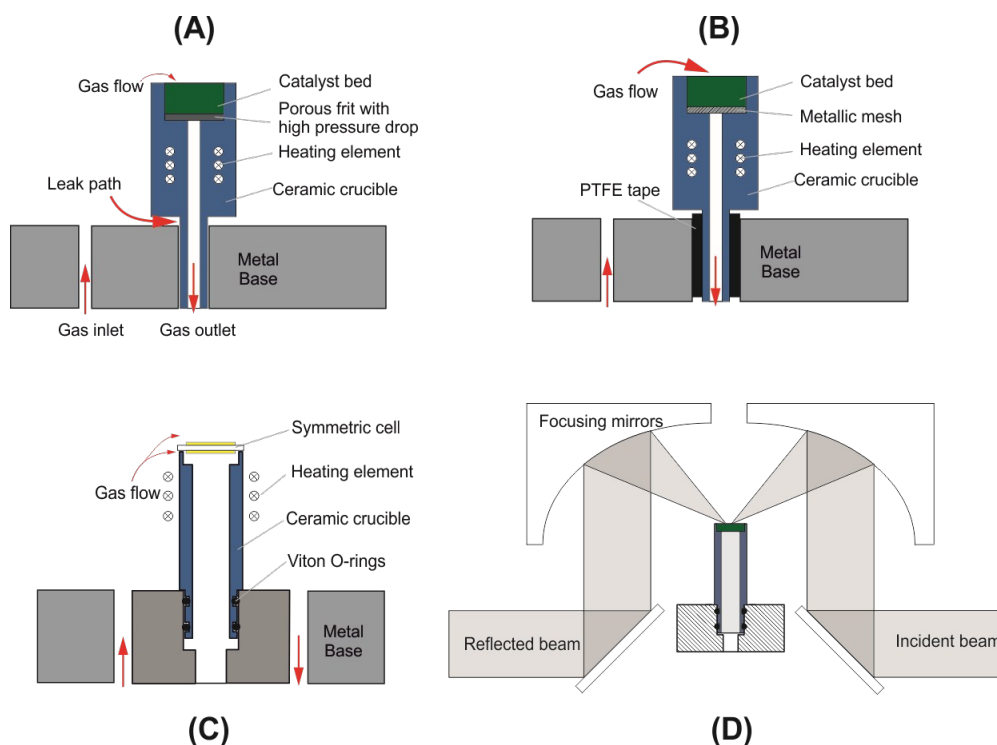 (A)
Gas flow
Catalyst bed
Porous frit with
high pressure drop
Heating element
Ceramic crucible
Leak path
Metal
Base
Gas inlet
Gas outlet
(B)
Gas flow
Catalyst bed
Metallic mesh
Heating element
Ceramic crucible
PTFE tape
Metal
Base
Symmetric cell
Gas flow
Heating element
Ceramic crucible
Viton O-rings
Metal
Base
(C)
Focusing mirrors
Reflected beam
Incident beam
(D)